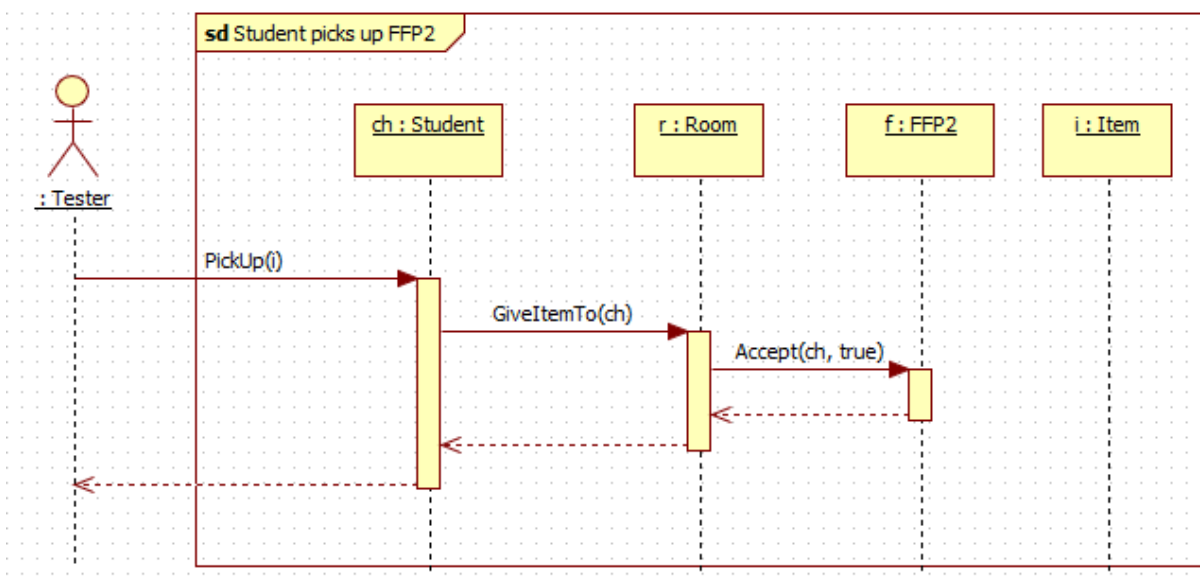 sd Student picks up FFP2
ch : Student
r : Room
f : FFP2
i : Item
: Tester
PickUp(i)
GiveItemTo(ch)
Accept(ch, true)